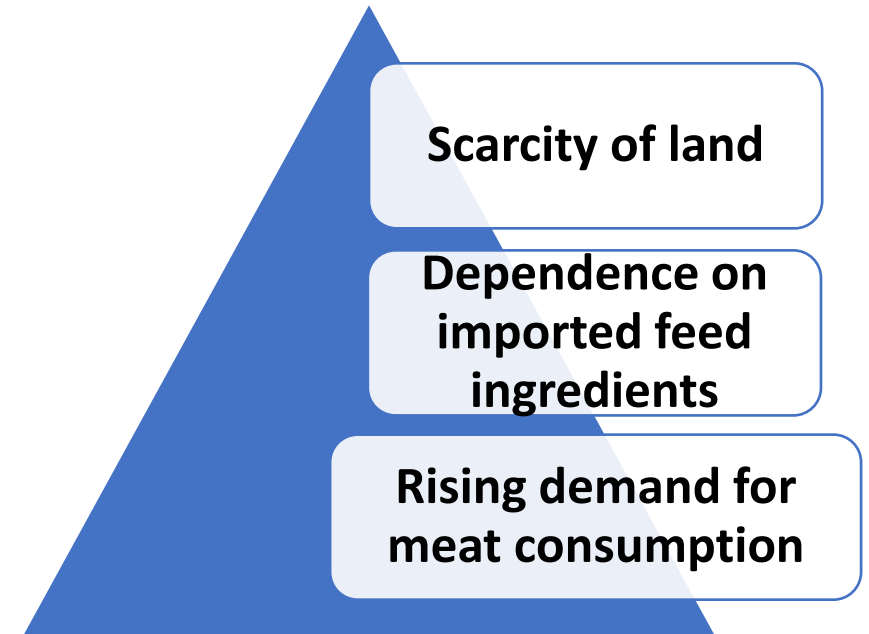 Scarcity of land
Dependence on
imported feed
ingredients
Rising demand for
meat consumption